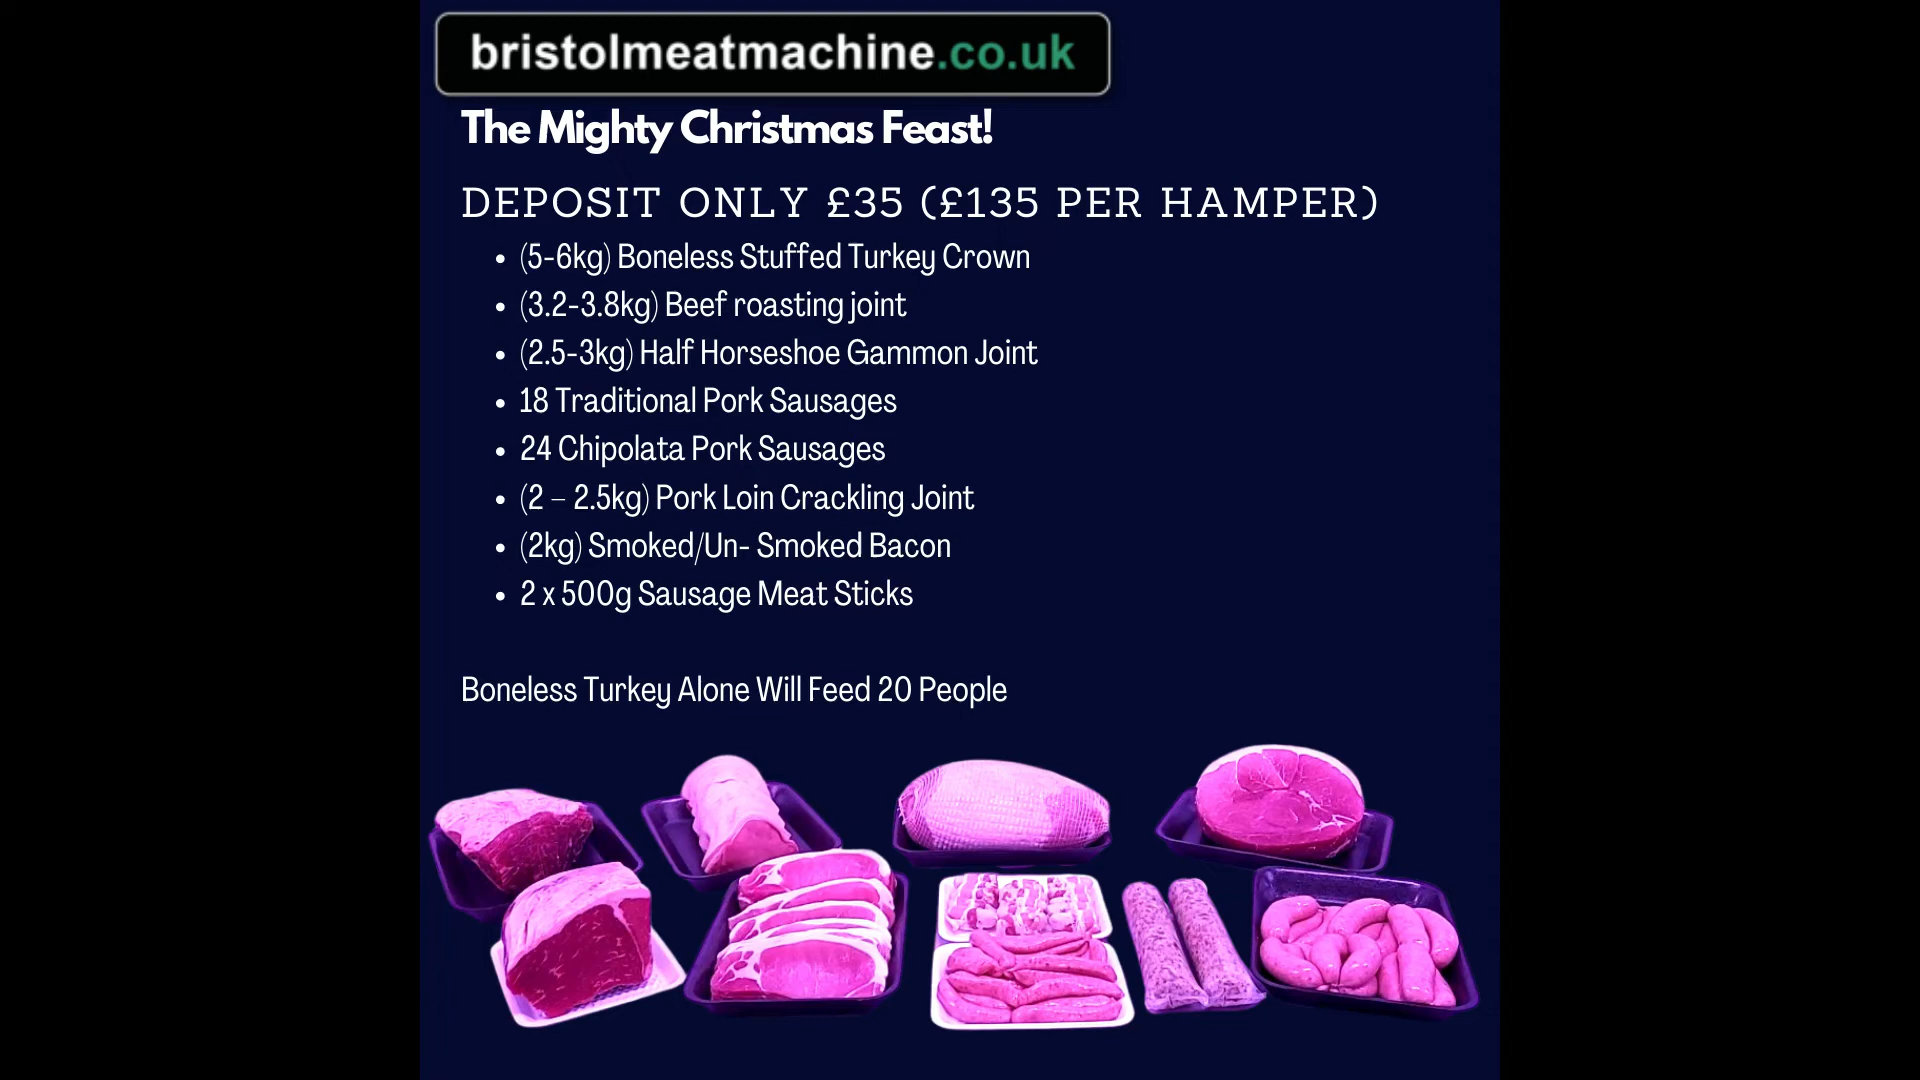 bristolmeatmachine.co.uk
The Mighty Christmas Feast!
DEPOSIT ONLY £35 (£135 PER HAMPER)
• (5-6kg) Boneless Stuffed Turkey Crown
• (3.2-3.8kg) Beef roasting joint
• (2.5-3kg) Half Horseshoe Gammon Joint
• 18 Traditional Pork Sausages
• 24 Chipolata Pork Sausages
• (2 – 2.5kg) Pork Loin Crackling Joint
• (2kg) Smoked/Un- Smoked Bacon
• 2 x 500g Sausage Meat Sticks
Boneless Turkey Alone Will Feed 20 People